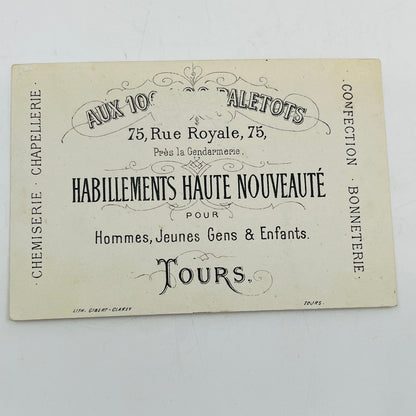 AUX 100 PALETOTS
75, Rue Royale, 75,
Près la Gendarmerie.
HABILLEMENTS HAUTE NOUVEAUTÉ
POUR
Hommes, Jeunes Gens & Enfants.
TOURS.
CHEMISERIE · CHAPELLERIE ·
CONFECTION · BONNETERIE ·
LITH. GIBERT-CLAREY
TOURS.